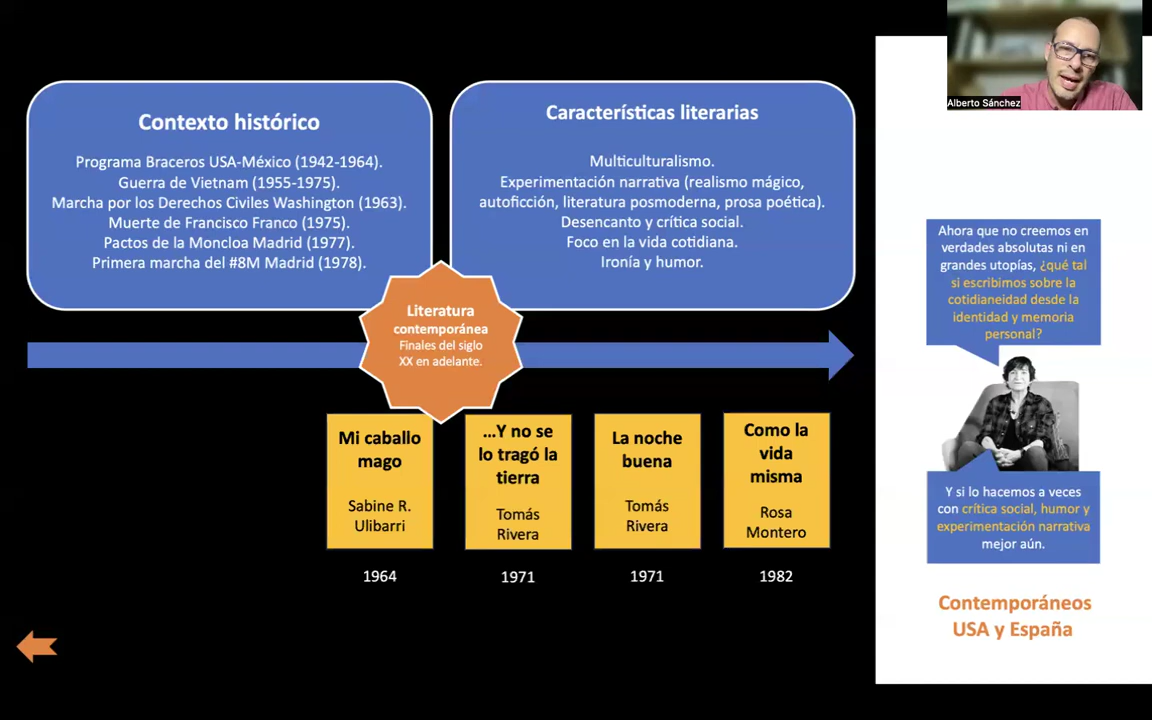 Contexto histórico
Programa Braceros USA-México (1942-1964).
Guerra de Vietnam (1955-1975).
Marcha por los Derechos Civiles Washington (1963).
Muerte de Francisco Franco (1975).
Pactos de la Moncloa Madrid (1977).
Primera marcha del #8M Madrid (1978).
Características literarias
Multiculturalismo.
Experimentación narrativa (realismo mágico,
autoficción, literatura posmoderna, prosa poética).
Desencanto y crítica social.
Foco en la vida cotidiana.
Ironía y humor.
Literatura
contemporánea
Finales del siglo
XX en adelante.
Mi caballo
mago
Sabine R.
Ulibarri
1964
...Y no se
lo tragó la
tierra
Tomás
Rivera
1971
La noche
buena
Tomás
Rivera
1971
Como la
vida
misma
Rosa
Montero
1982
Alberto Sánchez
Ahora que no creemos en
verdades absolutas ni en
grandes utopías, ¿qué tal
si escribimos sobre la
cotidianeidad desde la
identidad y memoria
personal?
Y si lo hacemos a veces
con crítica social, humor y
experimentación narrativa
mejor aún.
Contemporáneos
USA y España